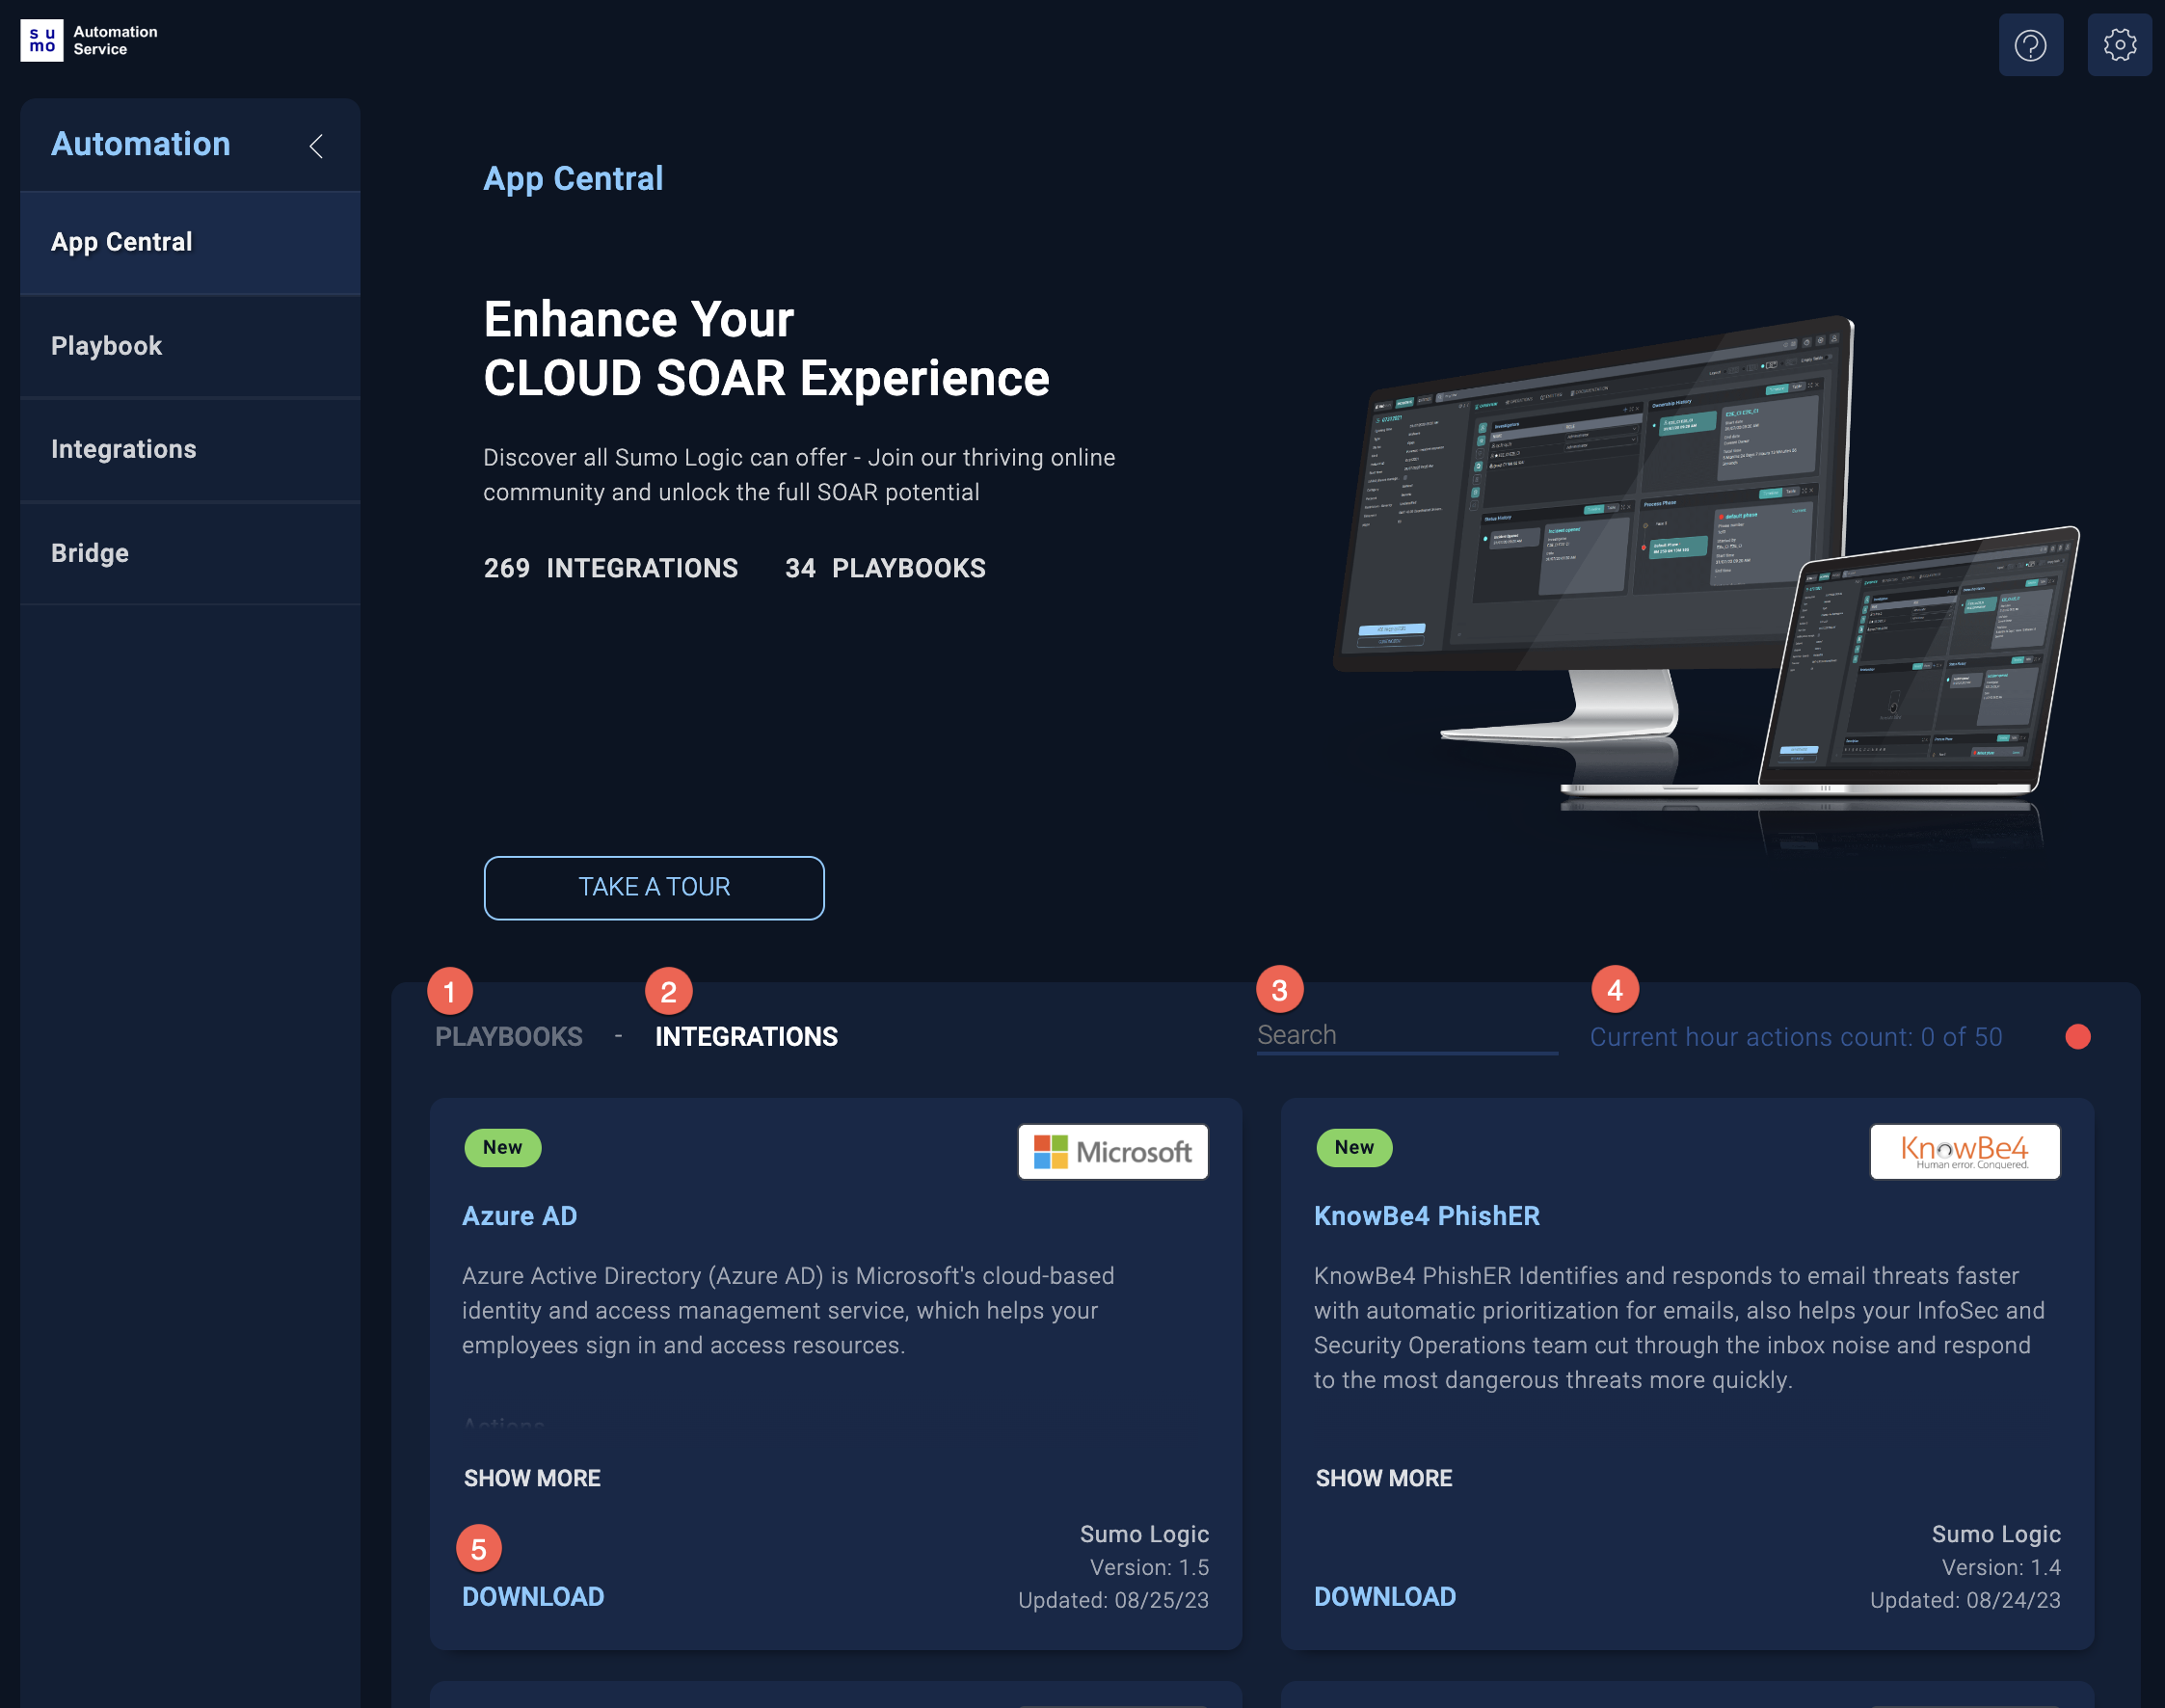 sumo
Automation
Service
Automation
App Central
Playbook
Integrations
Bridge
App Central
Enhance Your
CLOUD SOAR Experience
Discover all Sumo Logic can offer - Join our thriving online
community and unlock the full SOAR potential
269 INTEGRATIONS 34 PLAYBOOKS
TAKE A TOUR
1 2 3 4
PLAYBOOKS - INTEGRATIONS Search Current hour actions count: 0 of 50
New
Microsoft
Azure AD
Azure Active Directory (Azure AD) is Microsoft's cloud-based
identity and access management service, which helps your
employees sign in and access resources.
Actions
SHOW MORE
5
DOWNLOAD
Sumo Logic
Version: 1.5
Updated: 08/25/23
New
KnowBe4
Human error. Conquered.
KnowBe4 PhishER
KnowBe4 PhishER Identifies and responds to email threats faster
with automatic prioritization for emails, also helps your InfoSec and
Security Operations team cut through the inbox noise and respond
to the most dangerous threats more quickly.
SHOW MORE
DOWNLOAD
Sumo Logic
Version: 1.4
Updated: 08/24/23